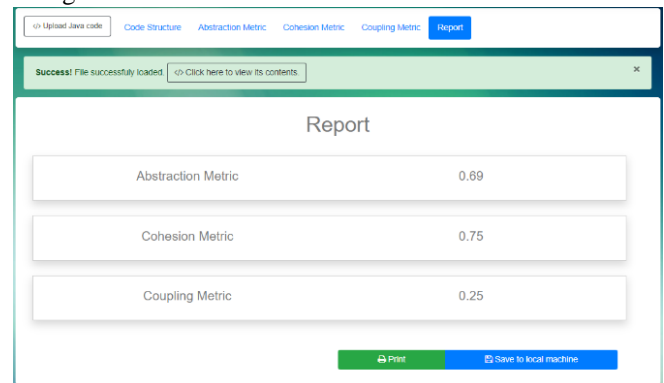 </> Upload Java code Code Structure Abstraction Metric Cohesion Metric Coupling Metric Report
Success! File successfuly loaded. </> Click here to view its contents. ×
Report
Abstraction Metric 0.69
Cohesion Metric 0.75
Coupling Metric 0.25
Print Save to local machine